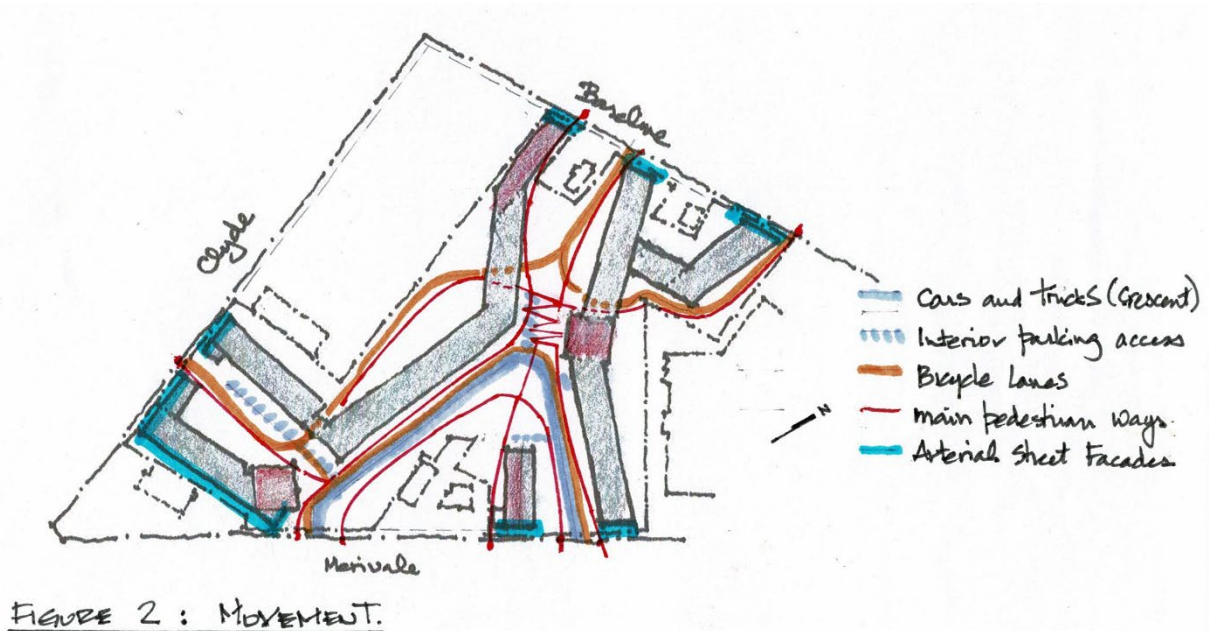 Baseline
Clyde
Cars and trucks (Crescent)
Interior parking access
Bicycle Lanes
main pedestrian ways
Arterial Street Facades
N
Merivale
FIGURE 2 : MOVEMENT.